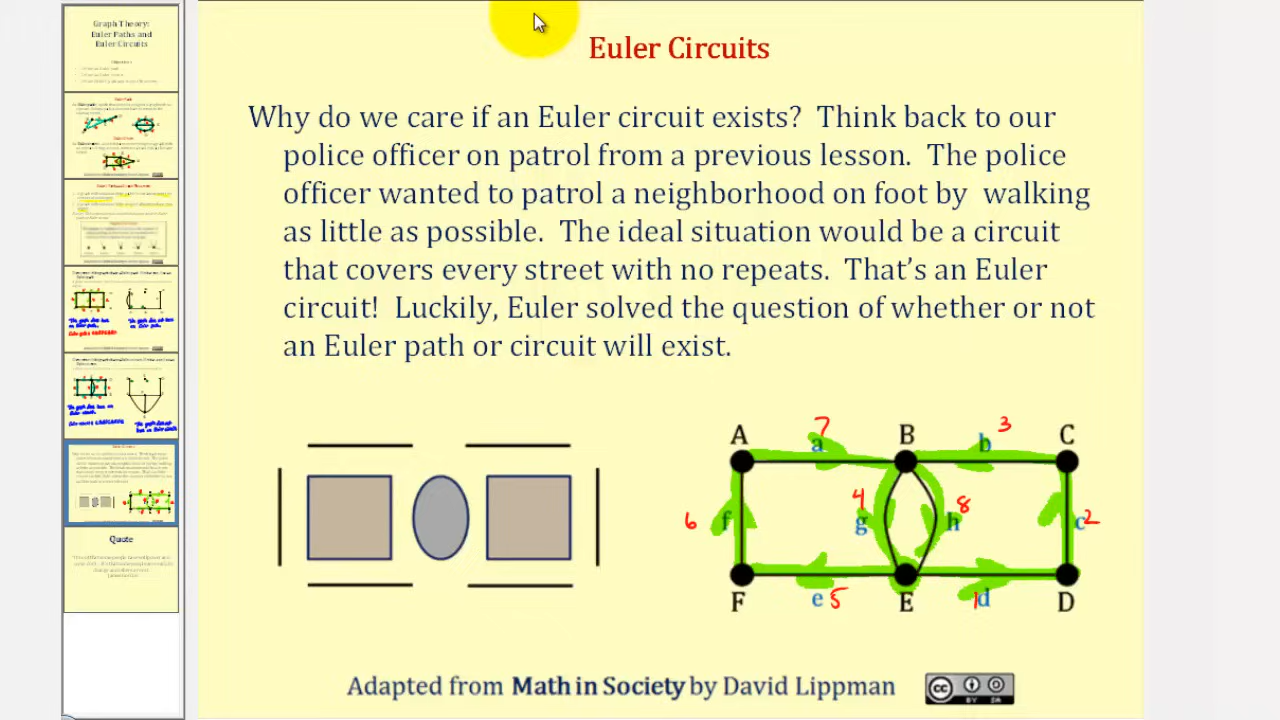 Graph Theory:
Euler Paths and
Euler Circuits
Quote
Euler Circuits
Why do we care if an Euler circuit exists? Think back to our
police officer on patrol from a previous lesson. The police
officer wanted to patrol a neighborhood on foot by walking
as little as possible. The ideal situation would be a circuit
that covers every street with no repeats. That's an Euler
circuit! Luckily, Euler solved the question of whether or not
an Euler path or circuit will exist.
A a 7 B b 3 C
6 f 4 g h 8 c 2
F e 5 E 1 d D
Adapted from Math in Society by David Lippman
cc BY SA